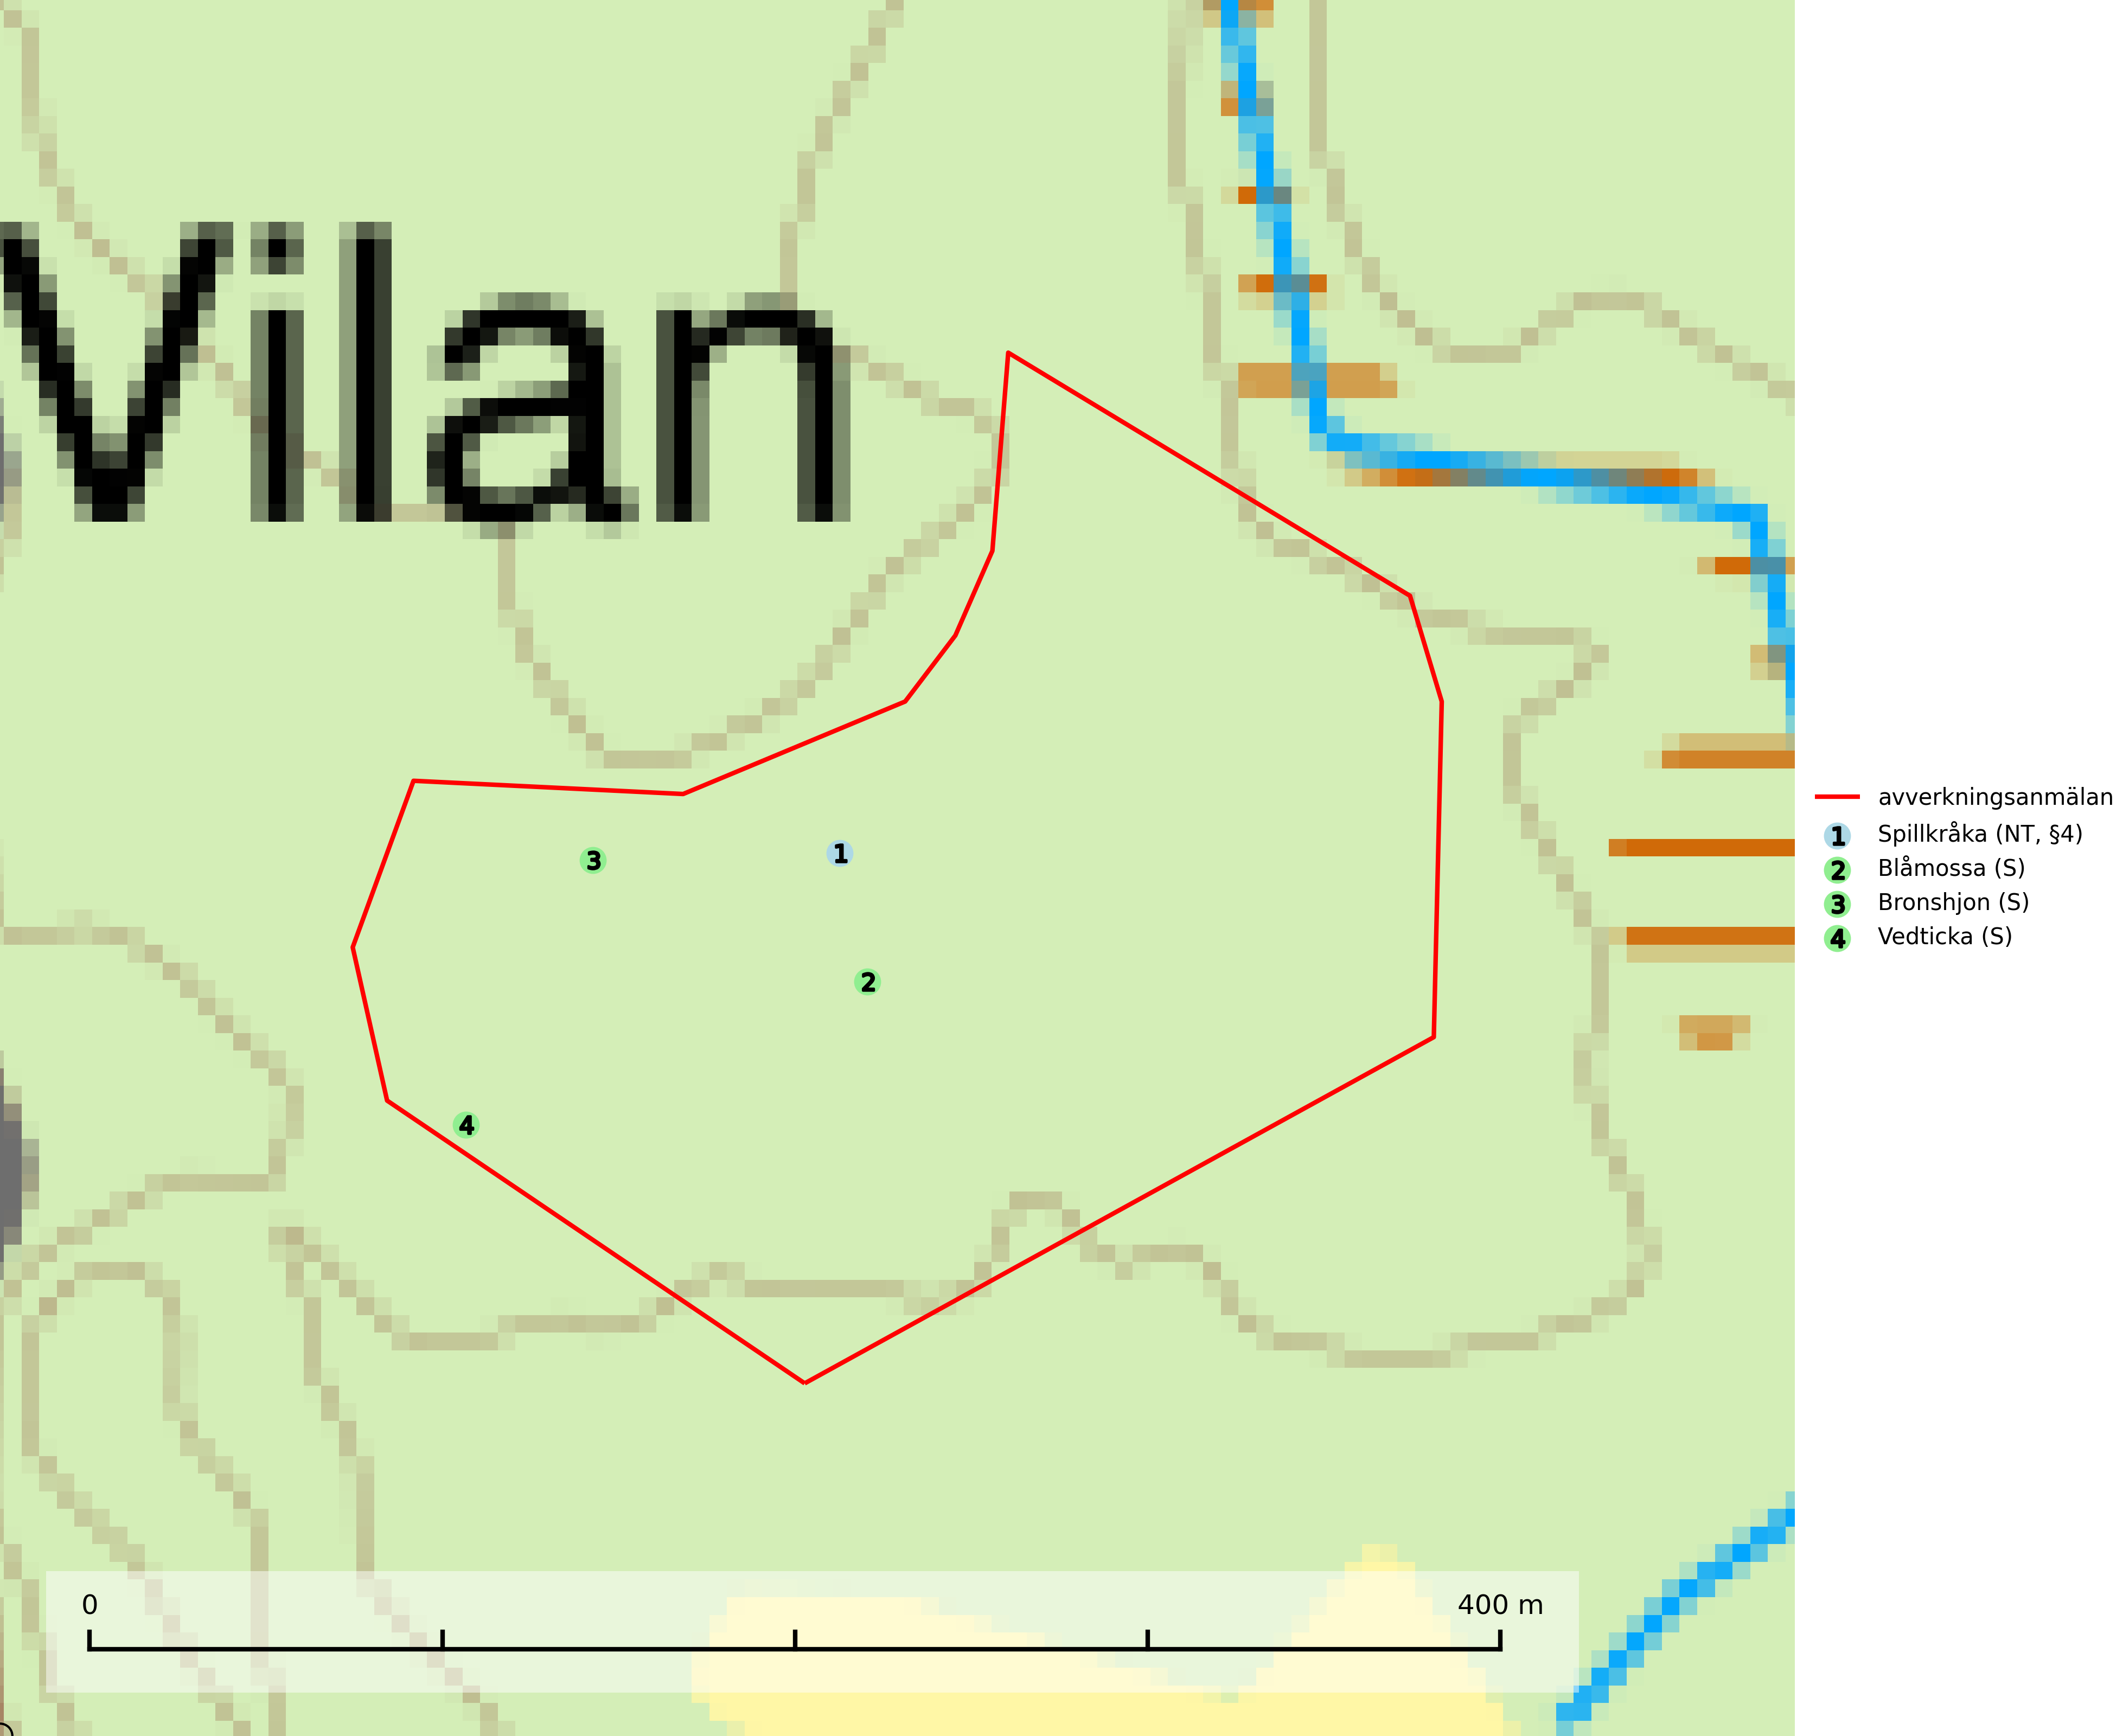 Vilan
avverkningsanmälan
1 Spillkråka (NT, §4)
2 Blåmossa (S)
3 Bronshjon (S)
4 Vedticka (S)
3
1
2
4
0
400 m